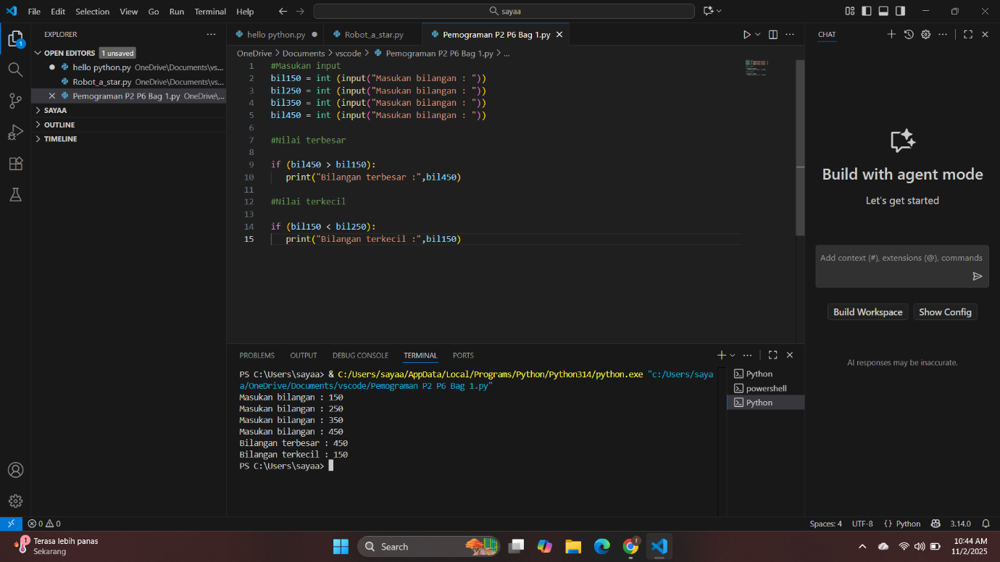 File Edit Selection View Go Run Terminal Help
sayaa
EXPLORER
OPEN EDITORS 1 unsaved
hello python.py OneDrive\Documents\vs...
Robot_a_star.py OneDrive\Documents\vs...
Pemograman P2 P6 Bag 1.py OneDrive\...
SAYAA
OUTLINE
TIMELINE
1
hello python.py
Robot_a_star.py
Pemograman P2 P6 Bag 1.py
OneDrive > Documents > vscode > Pemograman P2 P6 Bag 1.py > ...
1 #Masukan input
2 bil150 = int (input("Masukan bilangan : "))
3 bil250 = int (input("Masukan bilangan : "))
4 bil350 = int (input("Masukan bilangan : "))
5 bil450 = int (input("Masukan bilangan : "))
6
7 #Nilai terbesar
8
9 if (bil450 > bil150):
10 print("Bilangan terbesar :",bil450)
11
12 #Nilai terkecil
13
14 if (bil150 < bil250):
15 print("Bilangan terkecil :",bil150)
PROBLEMS OUTPUT DEBUG CONSOLE TERMINAL PORTS
PS C:\Users\sayaa> & C:/Users/sayaa/AppData/Local/Programs/Python/Python314/python.exe "c:/Users/saya
a/OneDrive/Documents/vscode/Pemograman P2 P6 Bag 1.py"
Masukan bilangan : 150
Masukan bilangan : 250
Masukan bilangan : 350
Masukan bilangan : 450
Bilangan terbesar : 450
Bilangan terkecil : 150
PS C:\Users\sayaa>
Python
powershell
Python
CHAT
Build with agent mode
Let's get started
Add context (#), extensions (@), commands
Build Workspace Show Config
AI responses may be inaccurate.
0 0
Spaces: 4 UTF-8 {} Python 3.14.0
1
Terasa lebih panas
Sekarang
Search
10:44 AM
11/2/2025